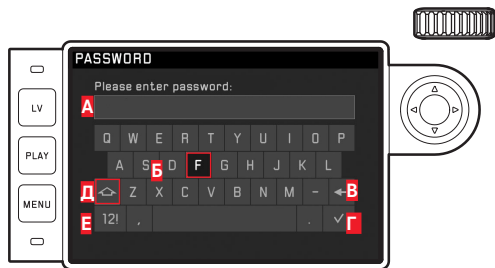 PASSWORD
Please enter password:
А
LV
Q W E R T Y U I O P
PLAY
A S Б D F G H J K L
Д Z X C V B N M - В
MENU
Е 12! , . Г